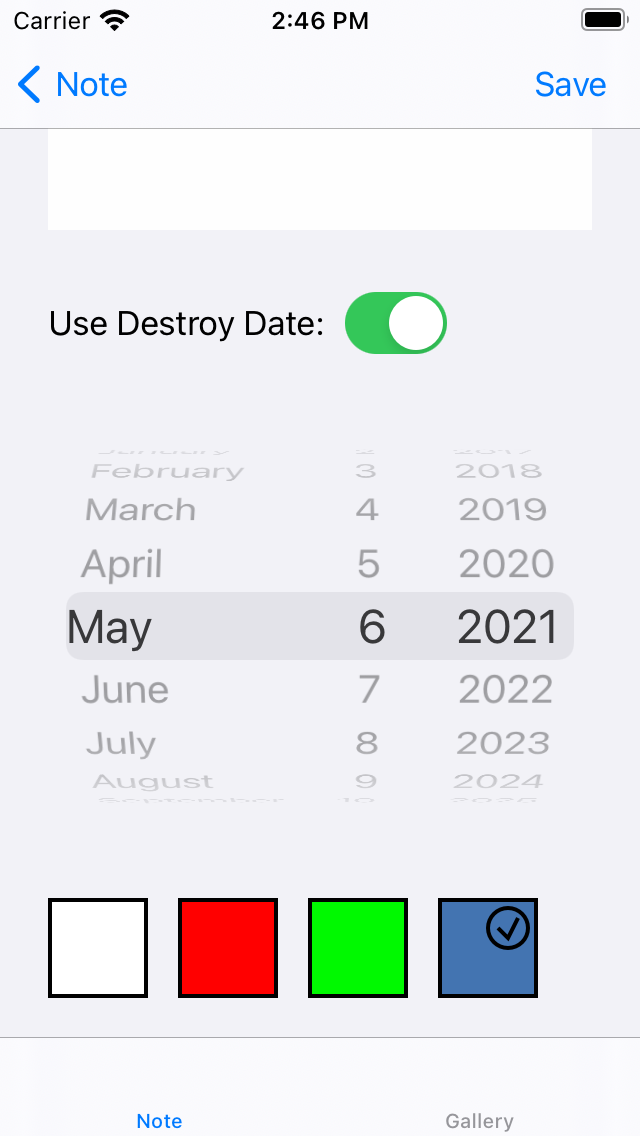 Carrier 2:46 PM
Note Save
Use Destroy Date:
February 3 2018
March 4 2019
April 5 2020
May 6 2021
June 7 2022
July 8 2023
August 9 2024
Note Gallery